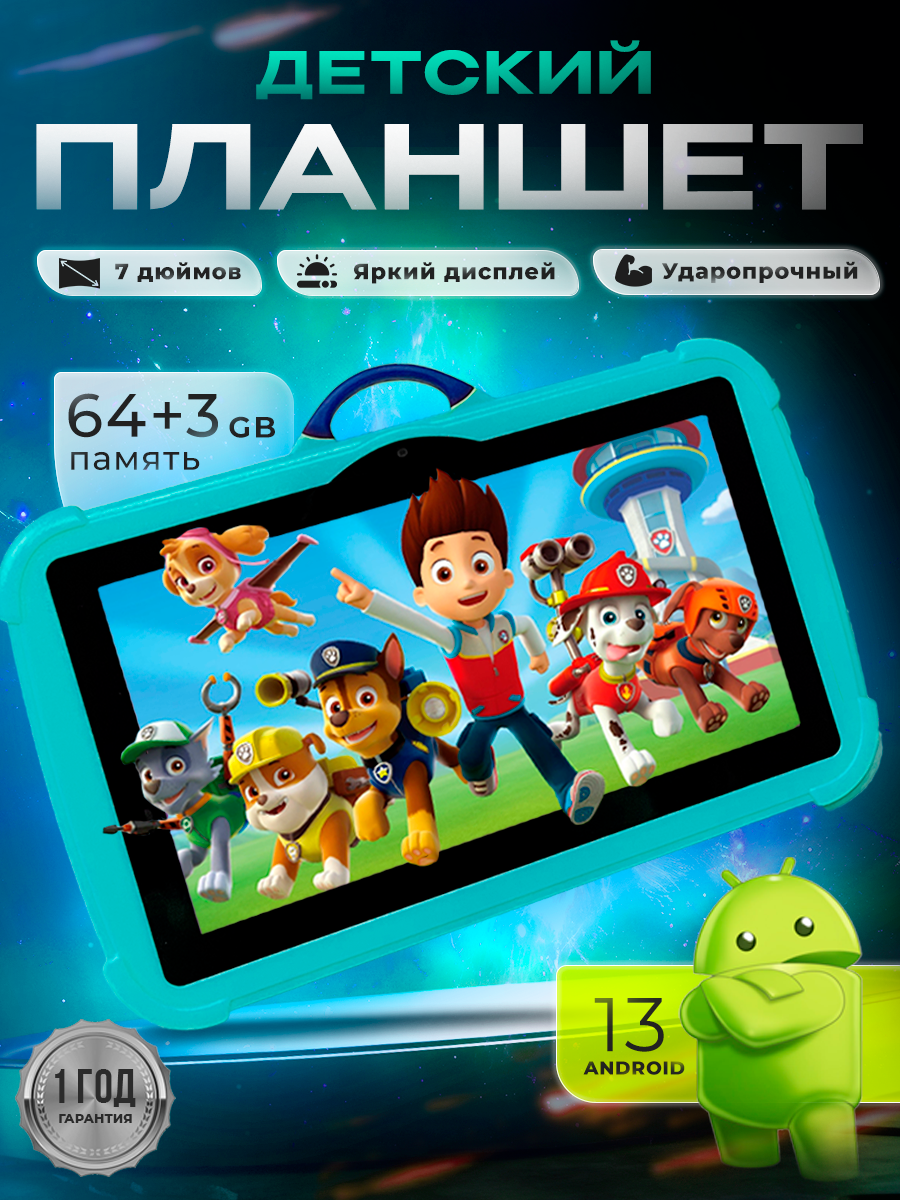 ДЕТСКИЙ
ПЛАНШЕТ
7 дюймов
Яркий дисплей
Ударопрочный
64+3 GB
память
13
ANDROID
1 ГОД
ГАРАНТИЯ